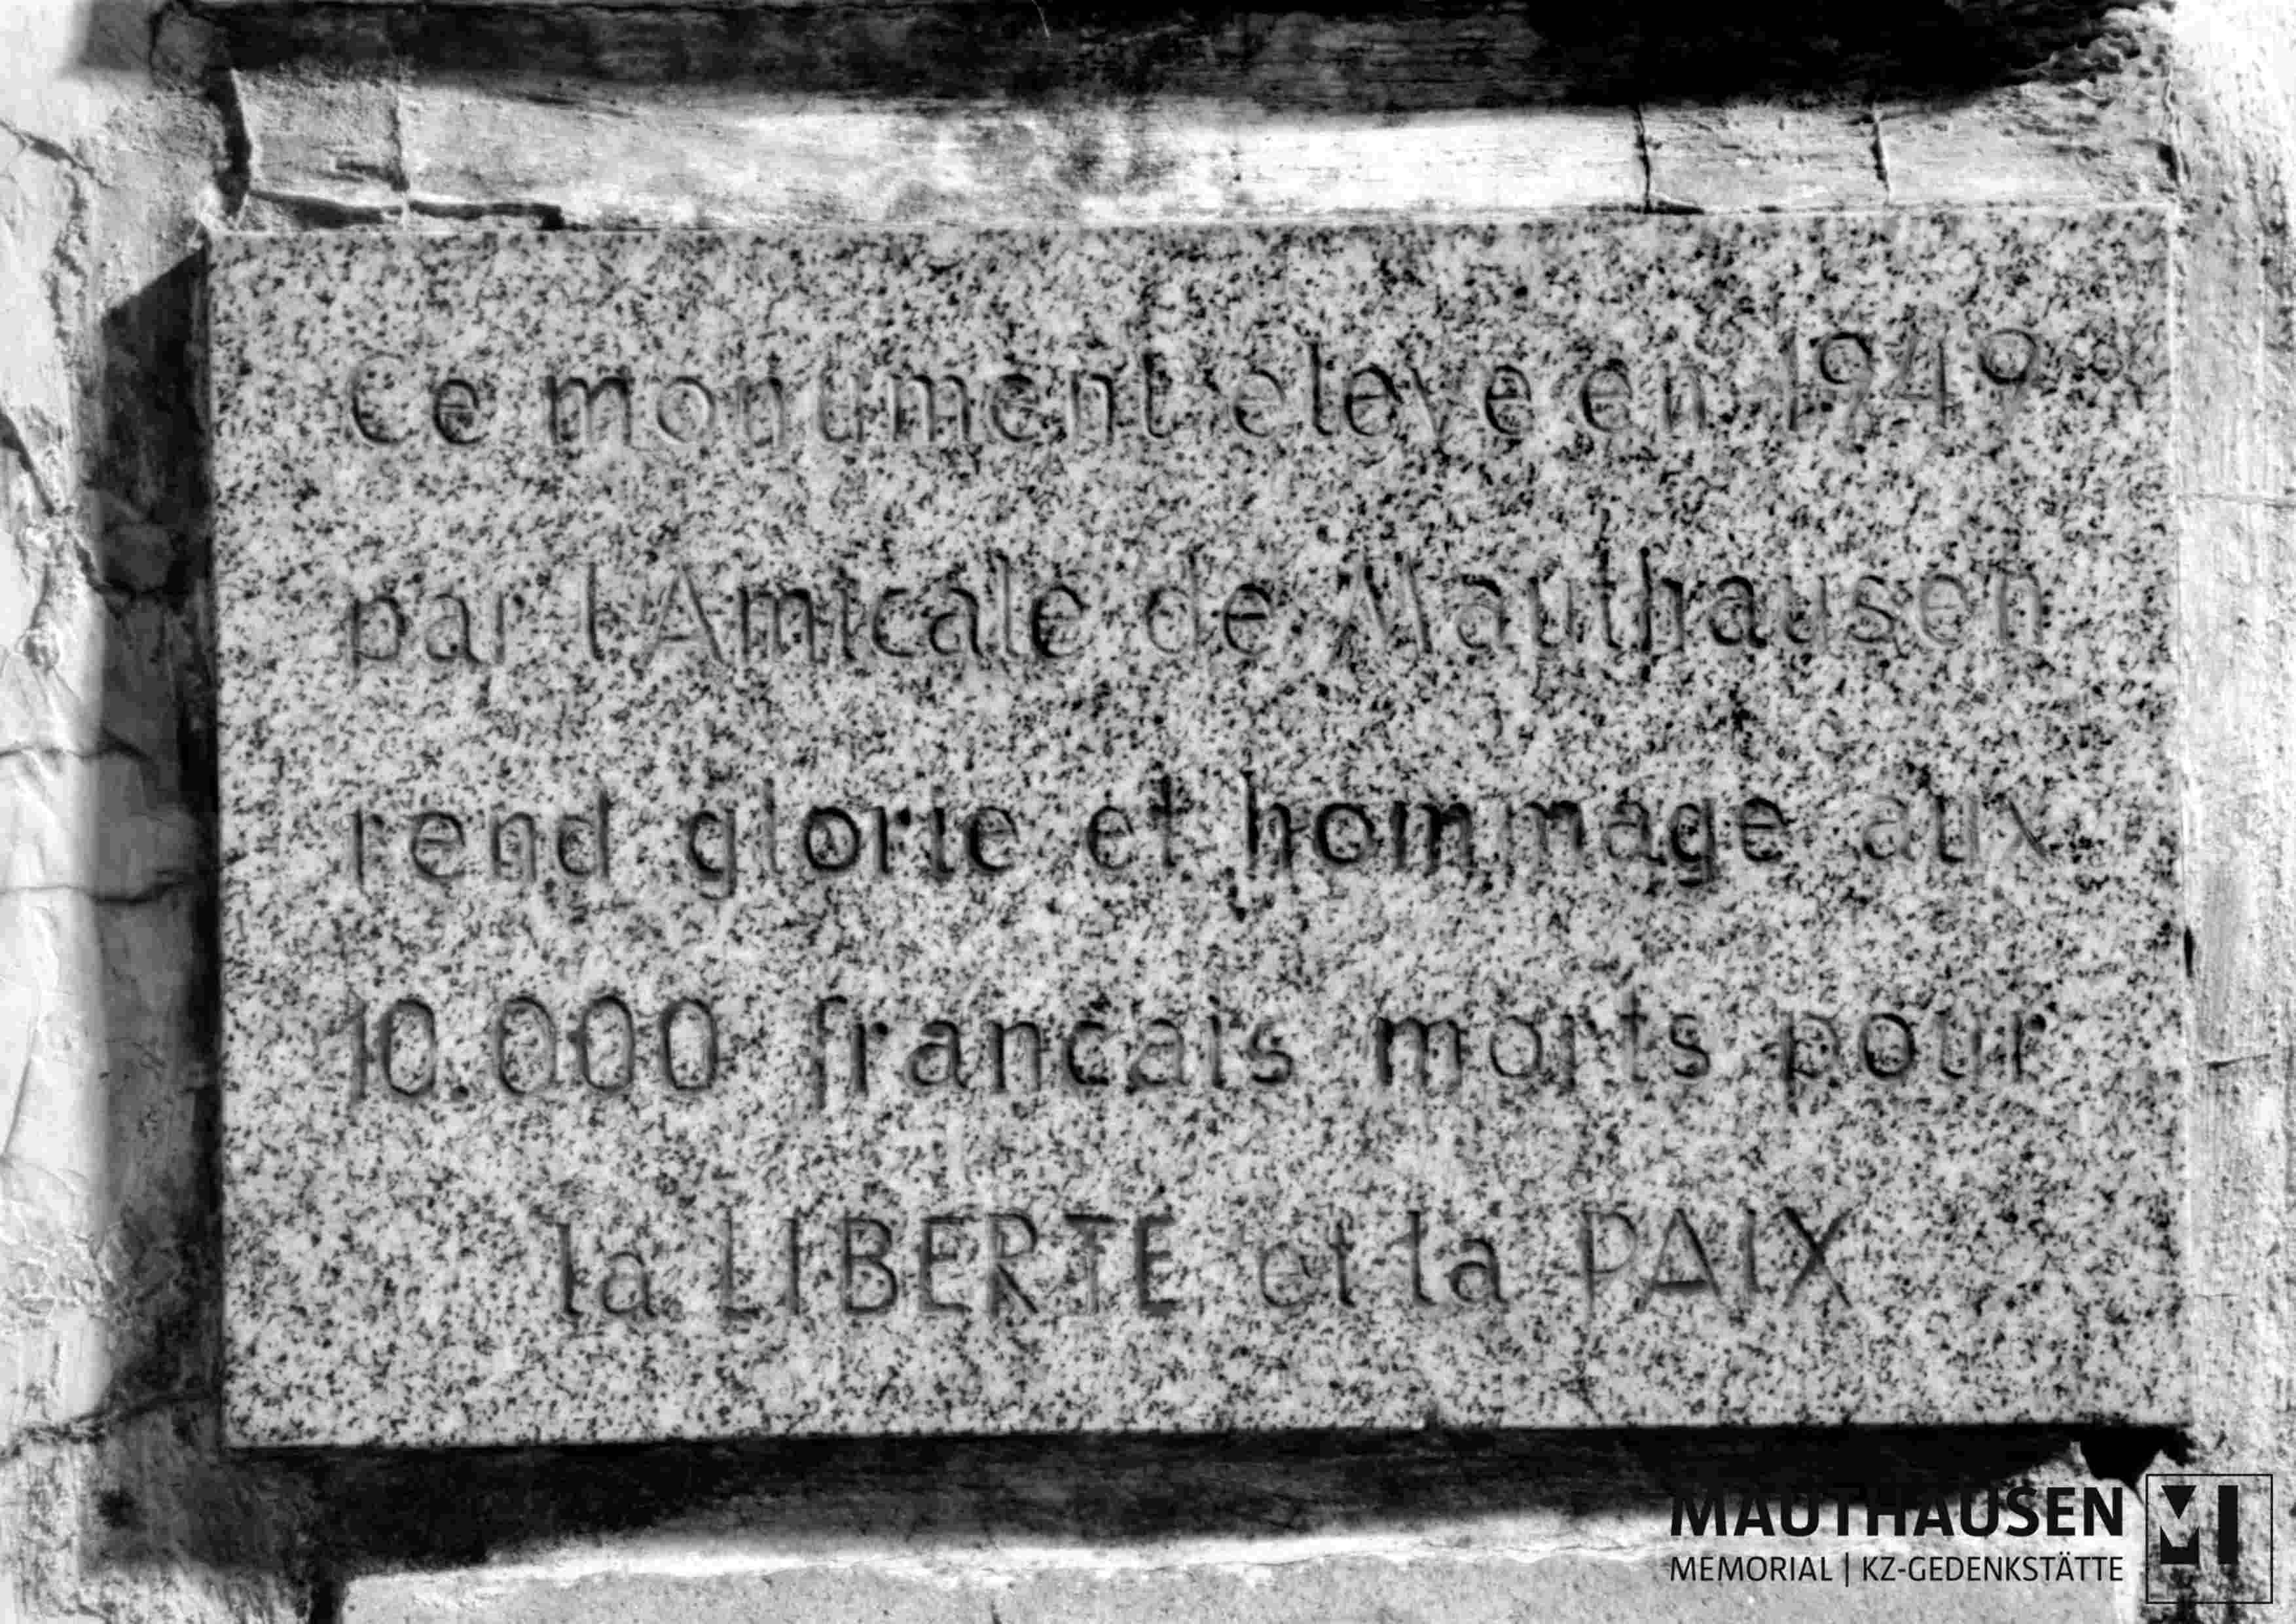 Ce monument élevé en 1949
par l'Amicale de Mauthausen
rend gloire et hommage aux
10.000 francais morts pour
la LIBERTE et la PAIX
MAUTHAUSEN
MEMORIAL | KZ-GEDENKSTÄTTE